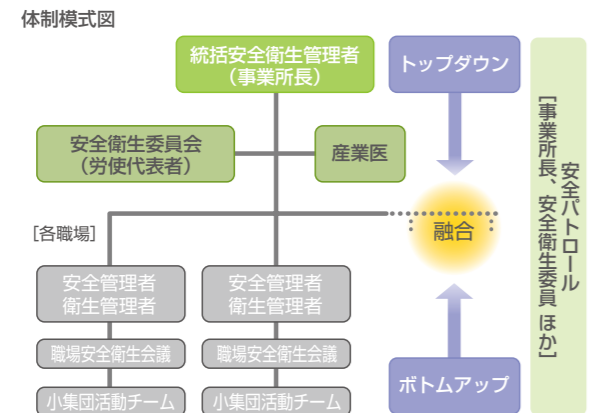 体制模式図
統括安全衛生管理者
（事業所長）
トップダウン
安全衛生委員会
（労使代表者）
産業医
融合
[各職場]
安全管理者
衛生管理者
安全管理者
衛生管理者
職場安全衛生会議
職場安全衛生会議
小集団活動チーム
小集団活動チーム
ボトムアップ
安全パトロール
[事業所長、安全衛生委員 ほか]